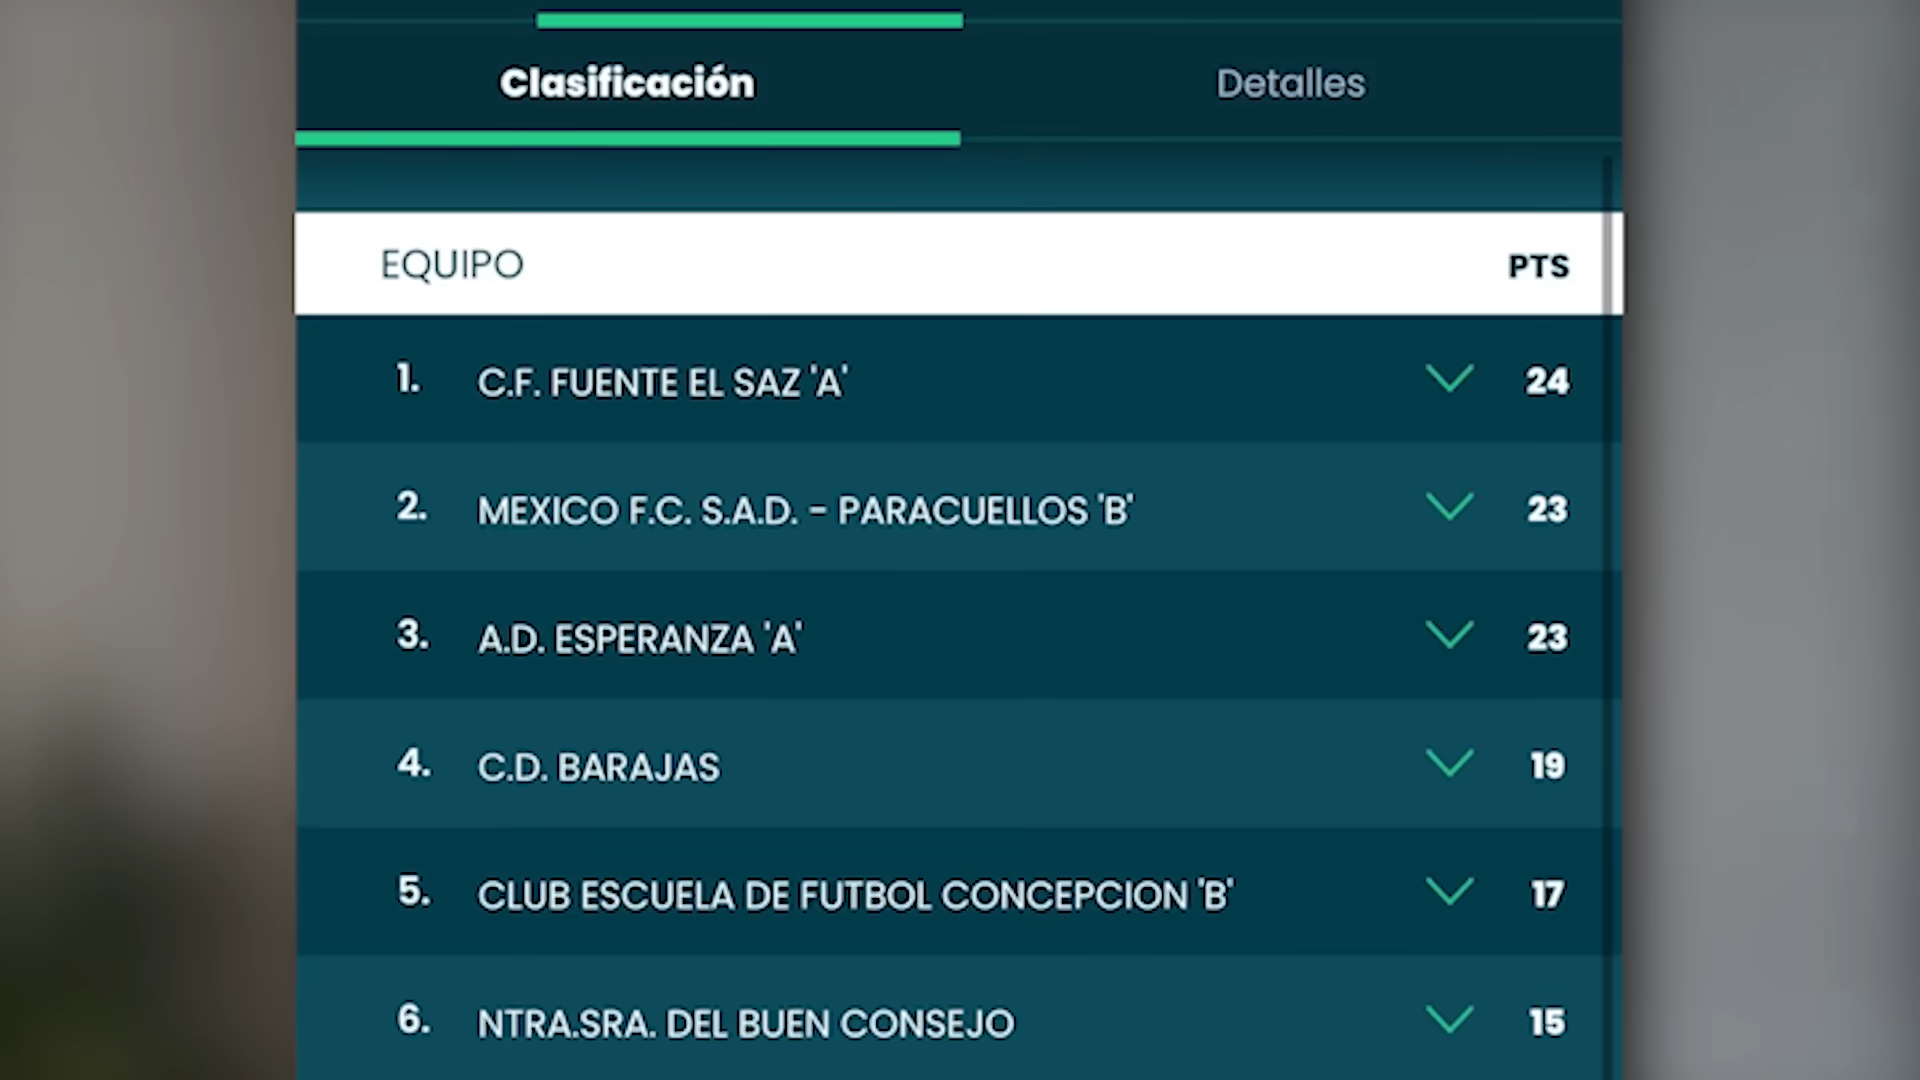 Clasificación Detalles
EQUIPO PTS
1. C.F. FUENTE EL SAZ 'A' 24
2. MEXICO F.C. S.A.D. - PARACUELLOS 'B' 23
3. A.D. ESPERANZA 'A' 23
4. C.D. BARAJAS 19
5. CLUB ESCUELA DE FUTBOL CONCEPCION 'B' 17
6. NTRA.SRA. DEL BUEN CONSEJO 15